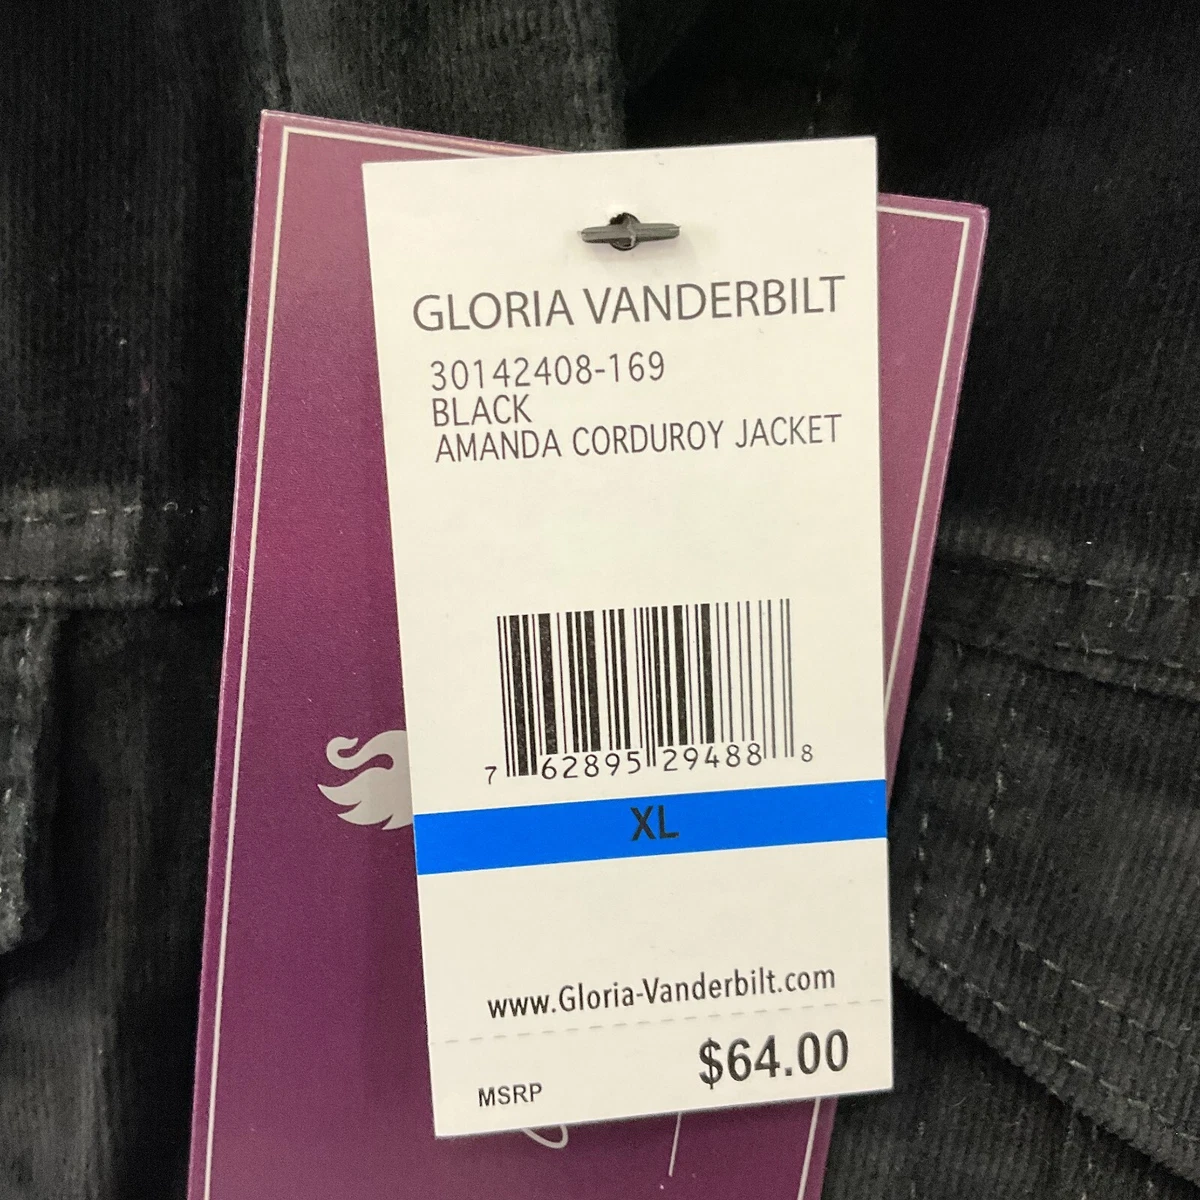 GLORIA VANDERBILT
30142408-169
BLACK
AMANDA CORDUROY JACKET
7 62895 29488 8
XL
www.Gloria-Vanderbilt.com
MSRP $64.00